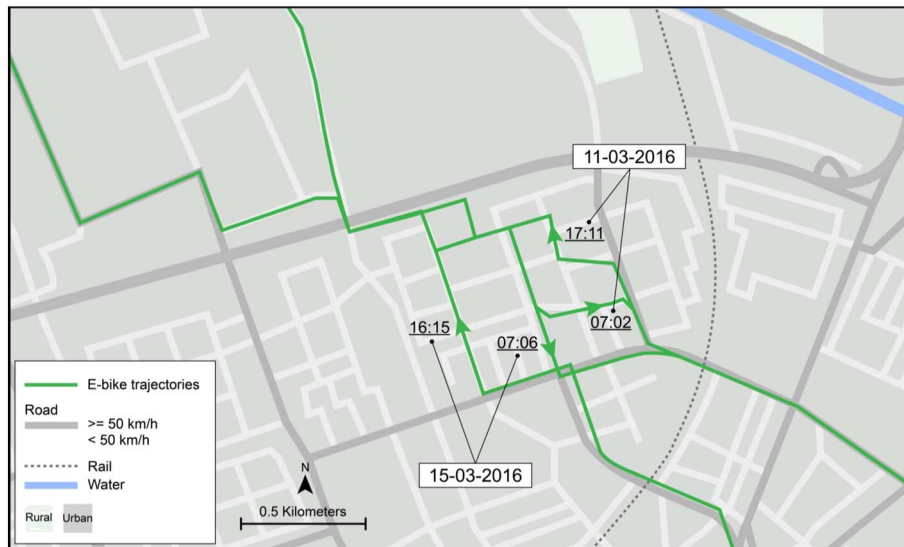 11-03-2016
17:11
07:02
16:15
07:06
15-03-2016
E-bike trajectories
Road
>= 50 km/h
< 50 km/h
Rail
Water
Rural
Urban
N
0.5 Kilometers